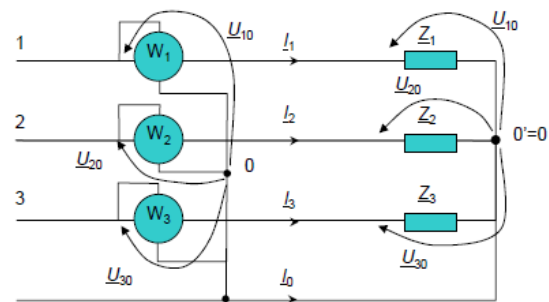 U10 U10
1 W1 I1 Z1
U20
2 W2 I2 Z2 0'=0
U20 0
3 W3 I3 Z3
U30 U30
I0